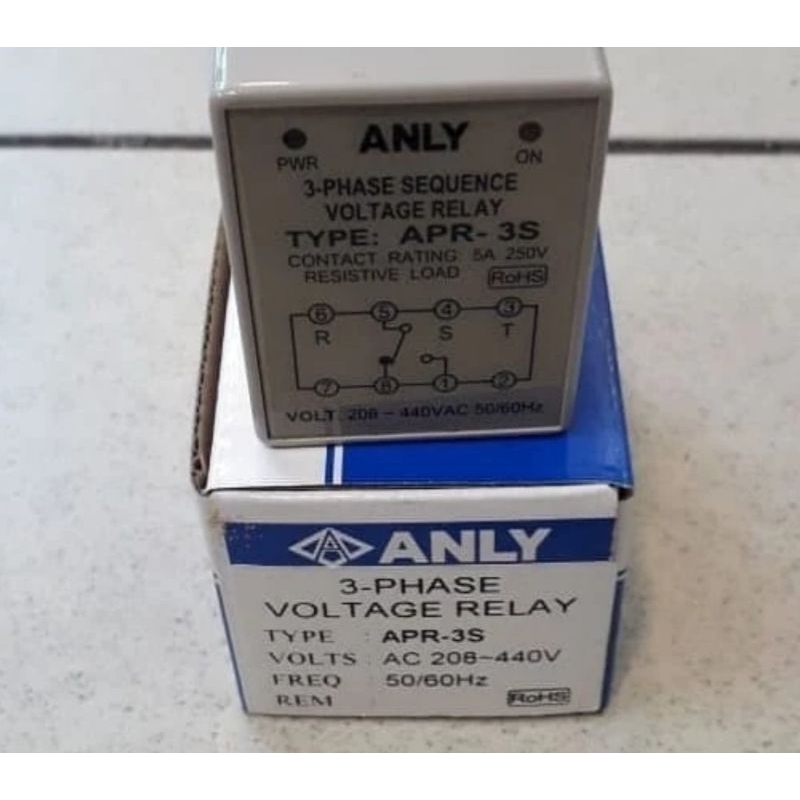 ANLY
PWR
ON
3-PHASE SEQUENCE
VOLTAGE RELAY
TYPE: APR-3S
CONTACT RATING: 5A 250V
RESISTIVE LOAD RoHS
6 5 4 3
R S T
7 8 1 2
VOLT. 208 ~ 440VAC 50/60Hz
ANLY
3-PHASE
VOLTAGE RELAY
TYPE : APR-3S
VOLTS : AC 208~440V
FREQ : 50/60Hz
REM
RoHS